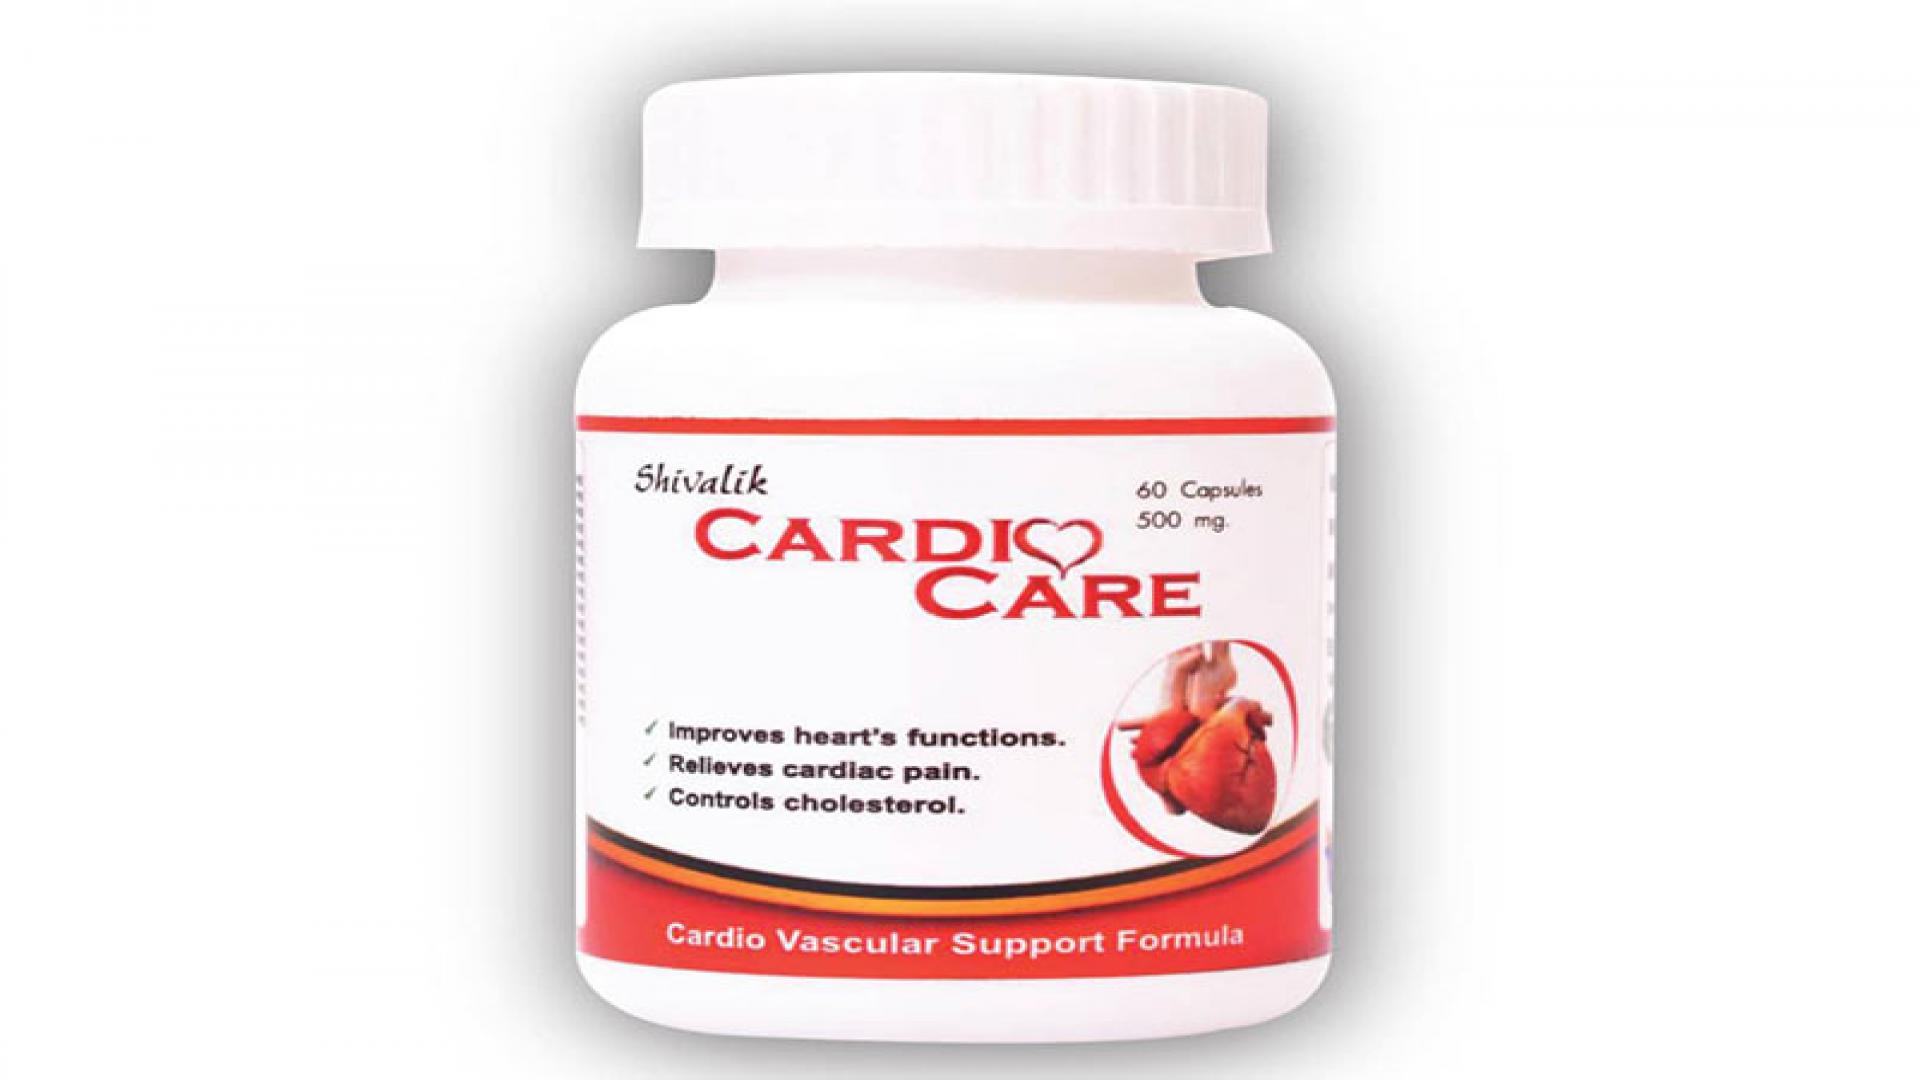 Shivalik
60 Capsules
500 mg.
CARDIO
CARE
✓ Improves heart's functions.
✓ Relieves cardiac pain.
✓ Controls cholesterol.
Cardio Vascular Support Formula